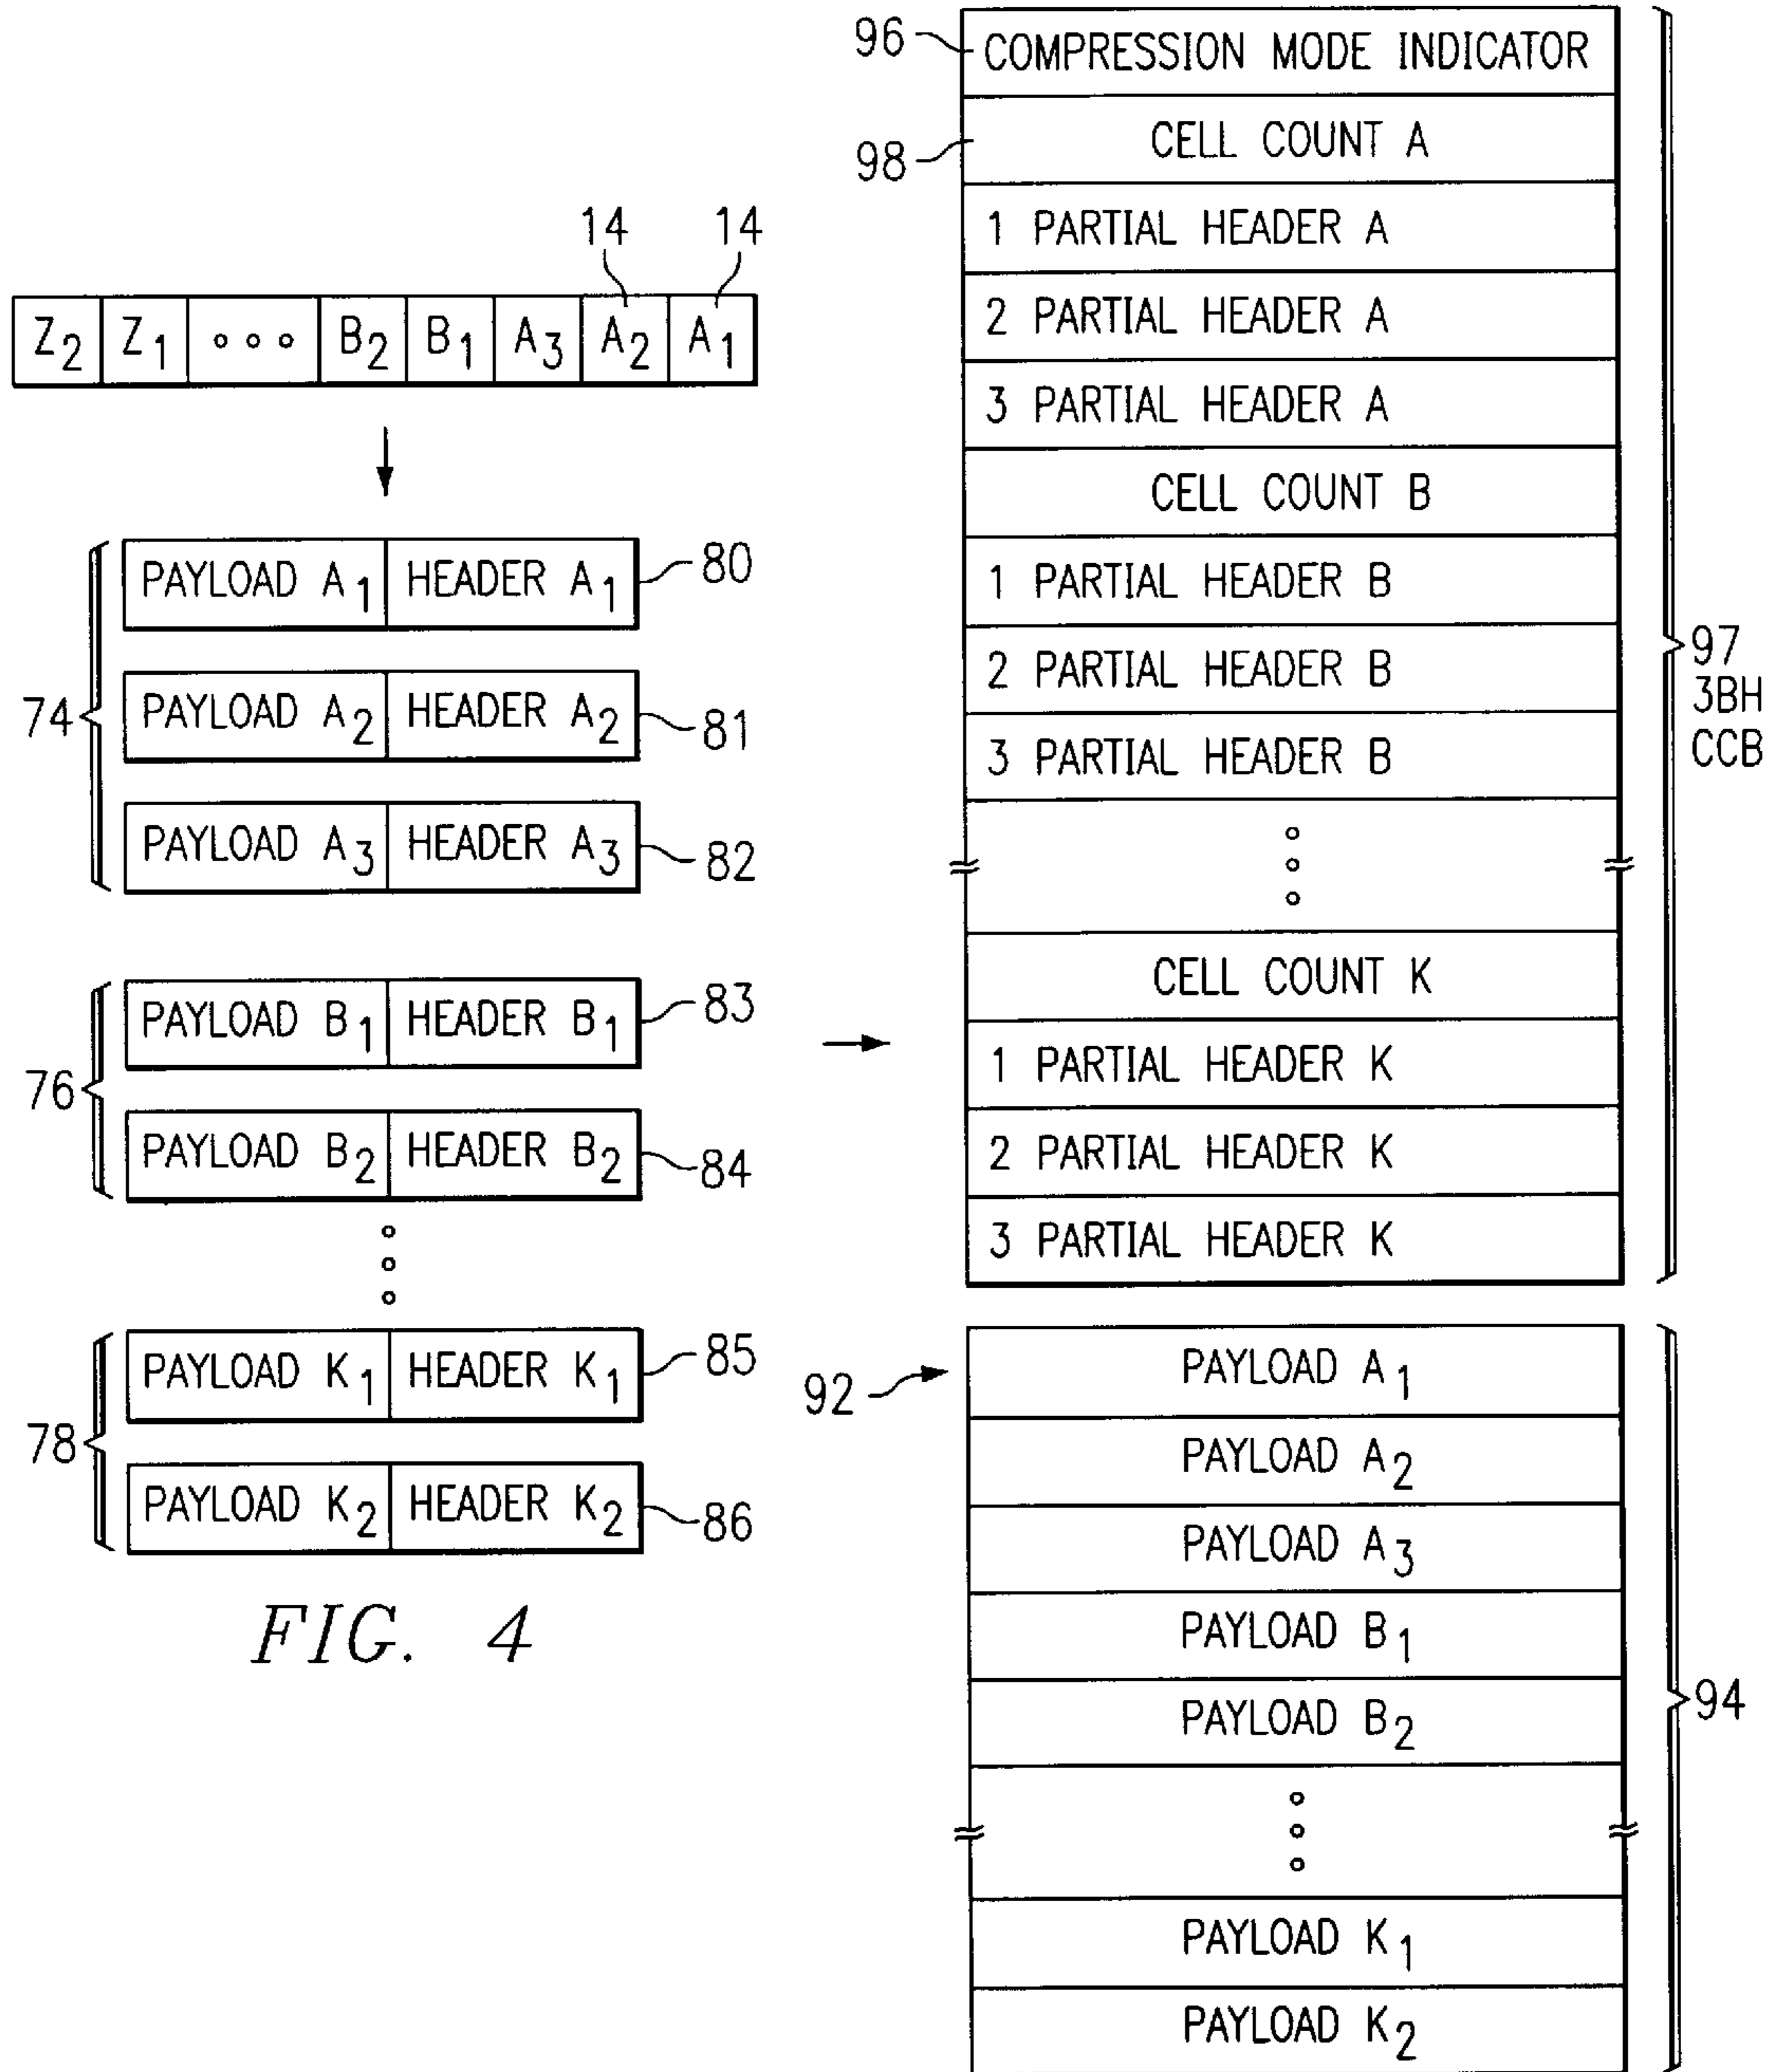 14 14
Z2 Z1 B2 B1 A3 A2 A1
PAYLOAD A1 HEADER A1 80
PAYLOAD A2 HEADER A2 81
PAYLOAD A3 HEADER A3 82
74
PAYLOAD B1 HEADER B1 83
PAYLOAD B2 HEADER B2 84
76
PAYLOAD K1 HEADER K1 85
PAYLOAD K2 HEADER K2 86
78
FIG. 4
96 COMPRESSION MODE INDICATOR
98 CELL COUNT A
1 PARTIAL HEADER A
2 PARTIAL HEADER A
3 PARTIAL HEADER A
CELL COUNT B
1 PARTIAL HEADER B
2 PARTIAL HEADER B
3 PARTIAL HEADER B
CELL COUNT K
1 PARTIAL HEADER K
2 PARTIAL HEADER K
3 PARTIAL HEADER K
97
3BH
CCB
92
PAYLOAD A1
PAYLOAD A2
PAYLOAD A3
PAYLOAD B1
PAYLOAD B2
PAYLOAD K1
PAYLOAD K2
94